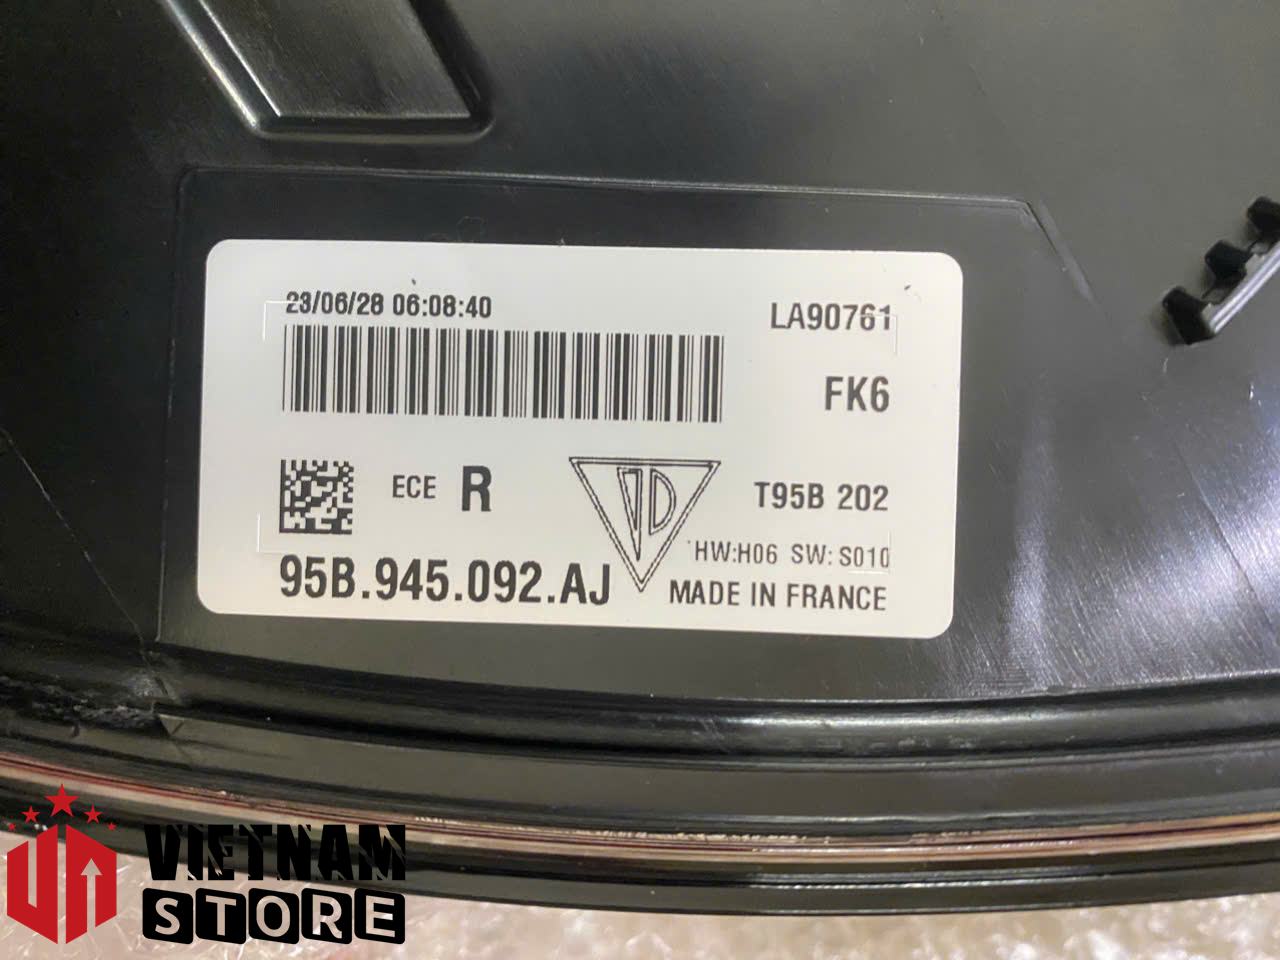 23/06/28 06:08:40
LA90761
FK6
ECE R
T95B 202
HW:H06 SW: S010
95B.945.092.AJ
MADE IN FRANCE
VIETNAM
STORE